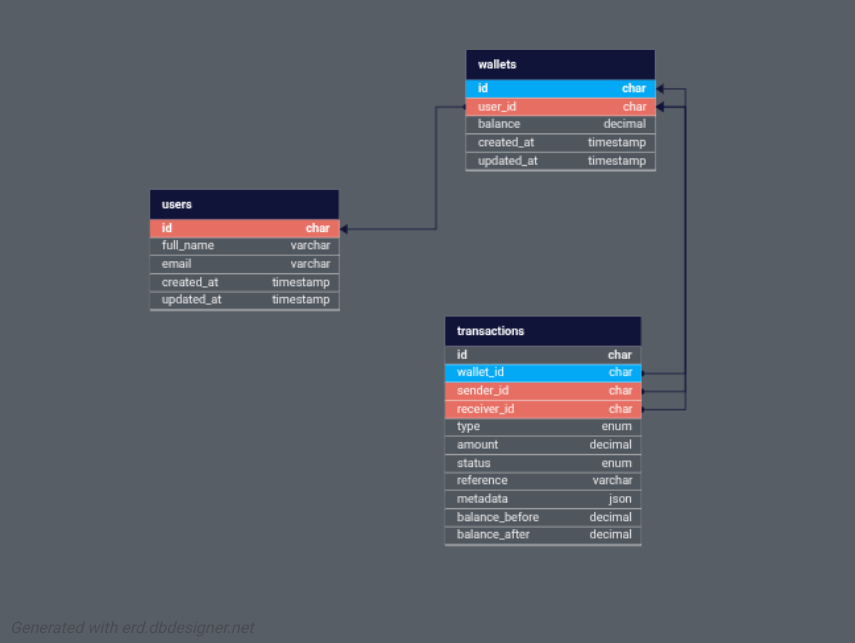 wallets
id char
user_id char
balance decimal
created_at timestamp
updated_at timestamp
users
id char
full_name varchar
email varchar
created_at timestamp
updated_at timestamp
transactions
id char
wallet_id char
sender_id char
receiver_id char
type enum
amount decimal
status enum
reference varchar
metadata json
balance_before decimal
balance_after decimal
Generated with erd.dbdesigner.net